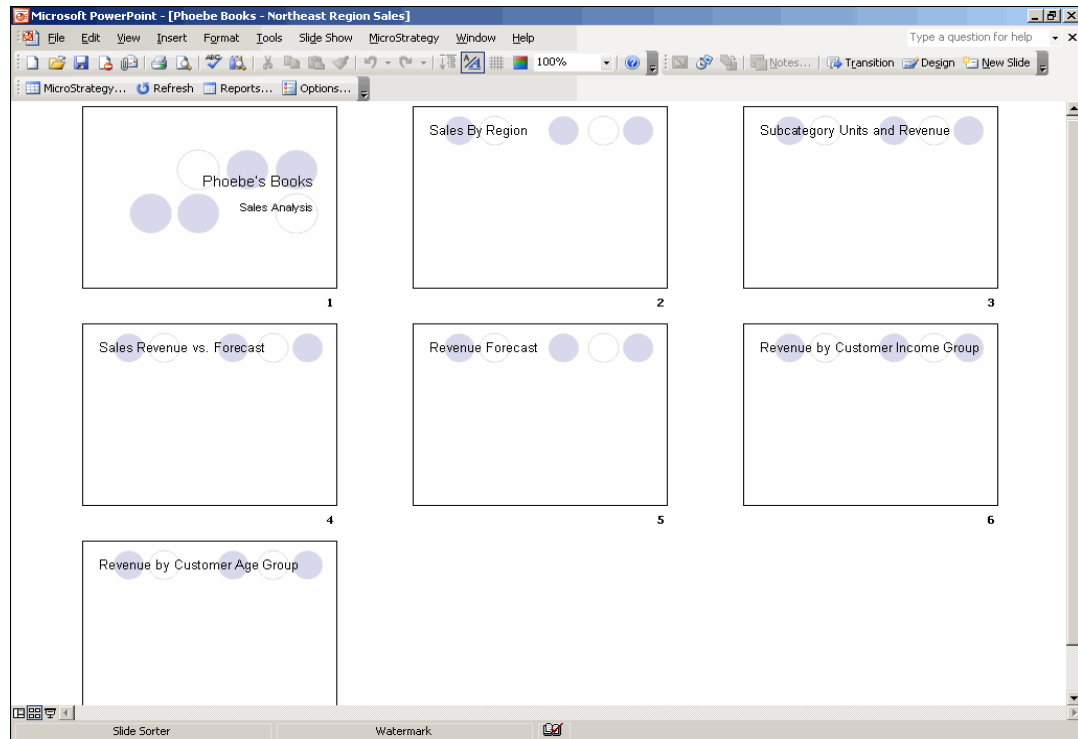 Microsoft PowerPoint - [Phoebe Books - Northeast Region Sales]
File Edit View Insert Format Tools Slide Show MicroStrategy Window Help Type a question for help
100% Notes... Transition Design New Slide
MicroStrategy... Refresh Reports... Options...
Phoebe's Books
Sales Analysis
1
Sales By Region
2
Subcategory Units and Revenue
3
Sales Revenue vs. Forecast
4
Revenue Forecast
5
Revenue by Customer Income Group
6
Revenue by Customer Age Group
Slide Sorter Watermark